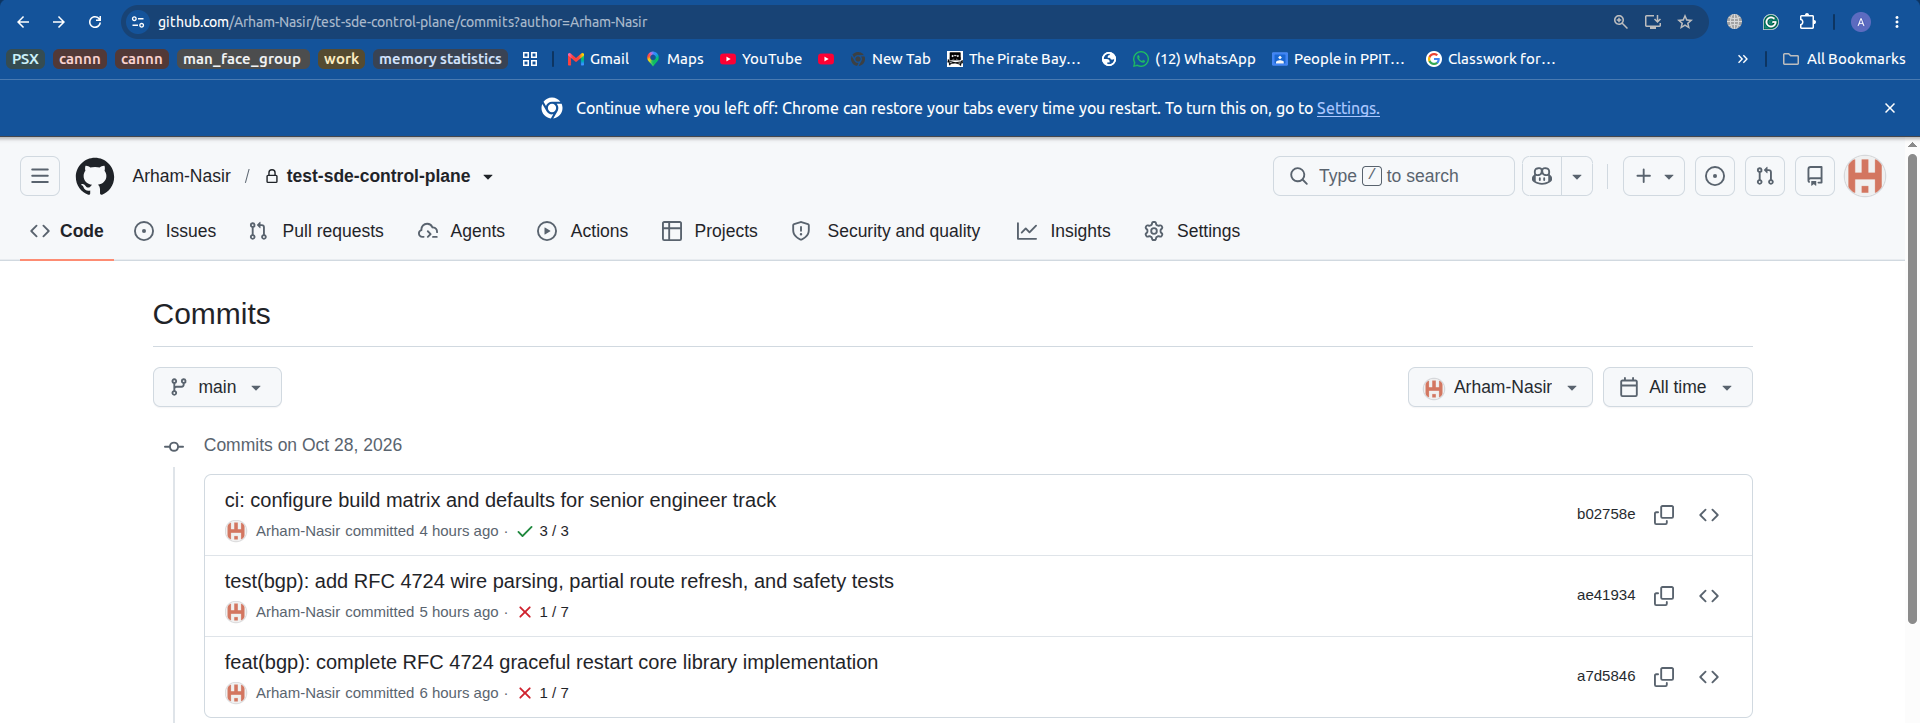 github.com/Arham-Nasir/test-sde-control-plane/commits?author=Arham-Nasir
A
PSX cannn cannn man_face_group work memory statistics Gmail Maps YouTube New Tab The Pirate Bay... (12) WhatsApp People in PPIT... Classwork for... » All Bookmarks
Continue where you left off: Chrome can restore your tabs every time you restart. To turn this on, go to Settings.
Arham-Nasir / test-sde-control-plane
Type / to search
Code Issues Pull requests Agents Actions Projects Security and quality Insights Settings
Commits
main
Arham-Nasir
All time
Commits on Oct 28, 2026
ci: configure build matrix and defaults for senior engineer track
Arham-Nasir committed 4 hours ago · 3 / 3
b02758e
test(bgp): add RFC 4724 wire parsing, partial route refresh, and safety tests
Arham-Nasir committed 5 hours ago · 1 / 7
ae41934
feat(bgp): complete RFC 4724 graceful restart core library implementation
Arham-Nasir committed 6 hours ago · 1 / 7
a7d5846